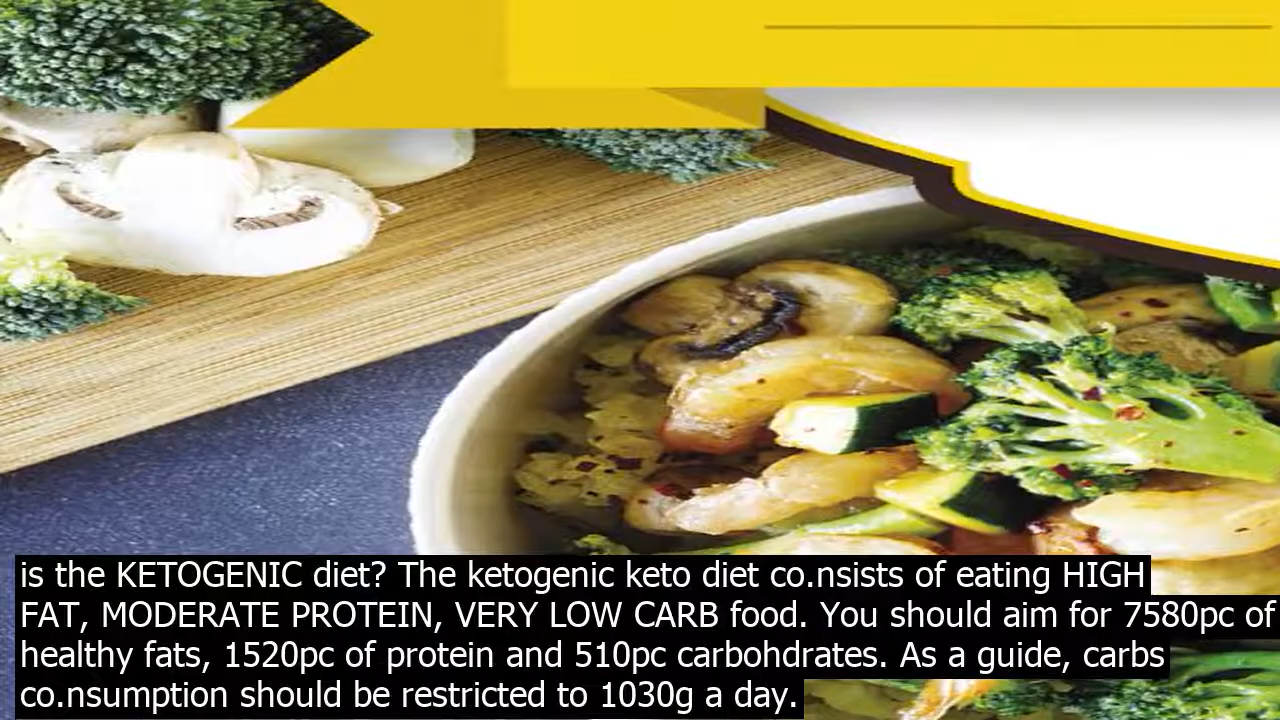 is the KETOGENIC diet? The ketogenic keto diet co.nsists of eating HIGH
FAT, MODERATE PROTEIN, VERY LOW CARB food. You should aim for 7580pc of
healthy fats, 1520pc of protein and 510pc carbohdrates. As a guide, carbs
co.nsumption should be restricted to 1030g a day.